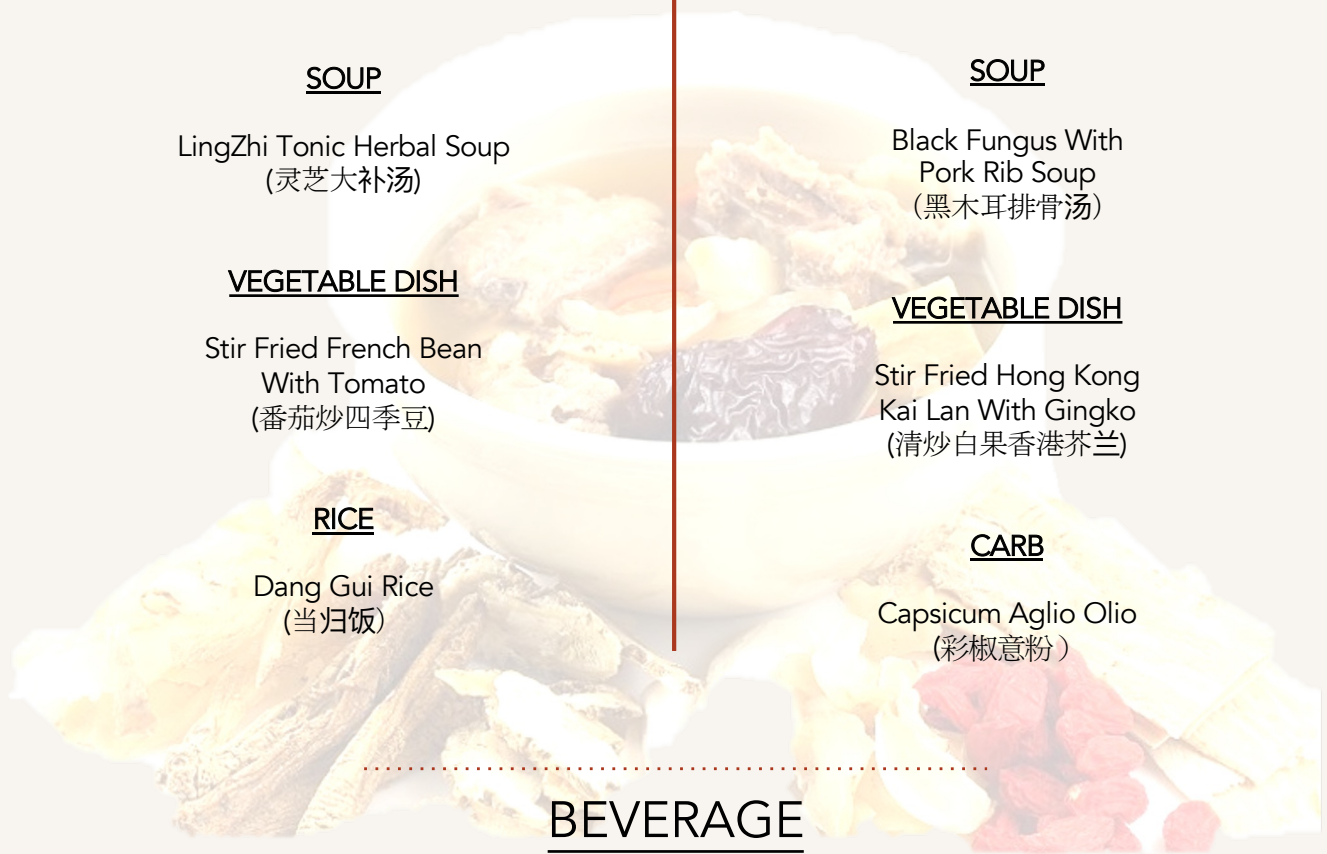 SOUP
LingZhi Tonic Herbal Soup
(灵芝大补汤)
VEGETABLE DISH
Stir Fried French Bean
With Tomato
(番茄炒四季豆)
RICE
Dang Gui Rice
(当归饭）
SOUP
Black Fungus With
Pork Rib Soup
（黑木耳排骨汤）
VEGETABLE DISH
Stir Fried Hong Kong
Kai Lan With Gingko
(清炒白果香港芥兰)
CARB
Capsicum Aglio Olio
(彩椒意粉 ）
BEVERAGE